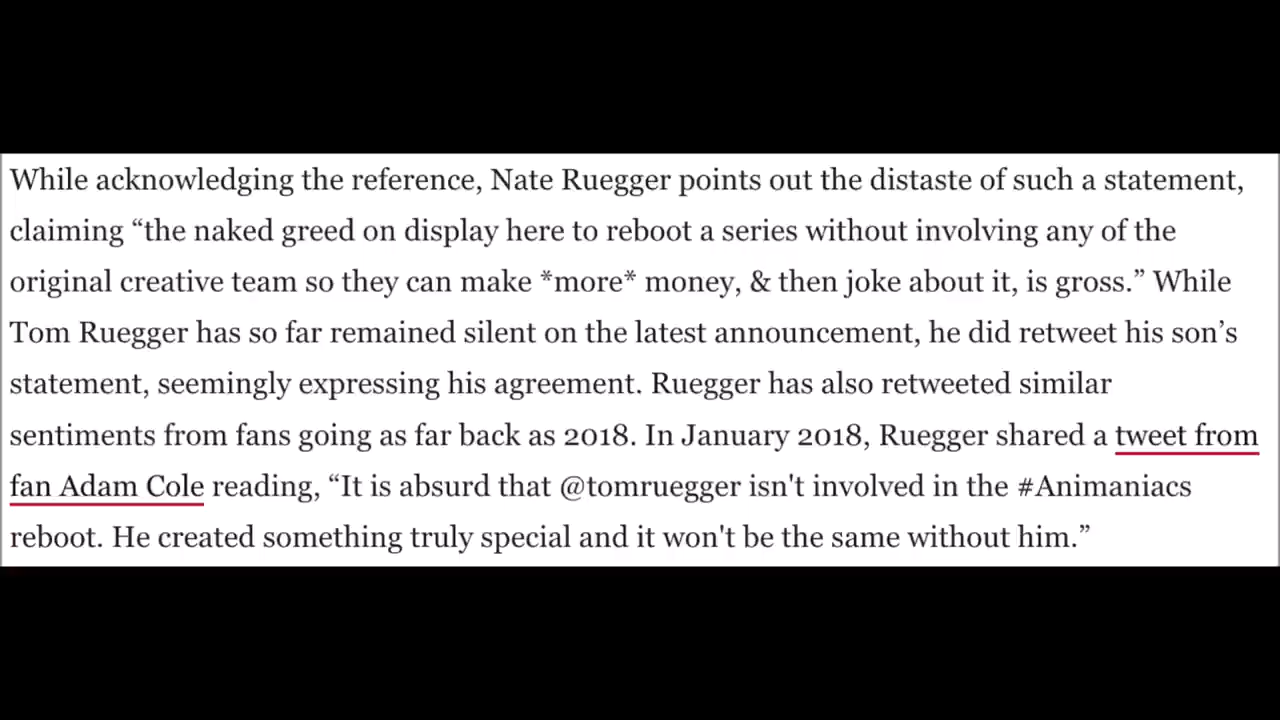 While acknowledging the reference, Nate Ruegger points out the distaste of such a statement,
claiming “the naked greed on display here to reboot a series without involving any of the
original creative team so they can make *more* money, & then joke about it, is gross.” While
Tom Ruegger has so far remained silent on the latest announcement, he did retweet his son’s
statement, seemingly expressing his agreement. Ruegger has also retweeted similar
sentiments from fans going as far back as 2018. In January 2018, Ruegger shared a tweet from
fan Adam Cole reading, “It is absurd that @tomruegger isn't involved in the #Animaniacs
reboot. He created something truly special and it won't be the same without him.”